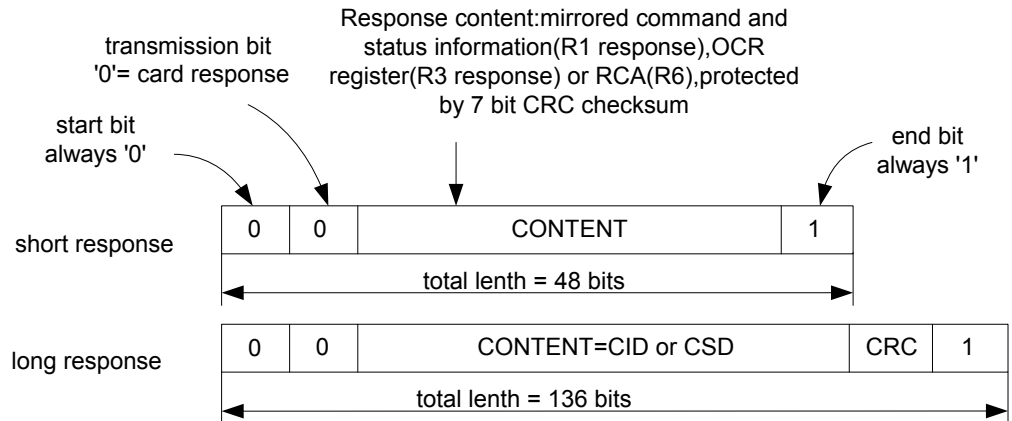 Response content:mirrored command and
status information(R1 response),OCR
register(R3 response) or RCA(R6),protected
by 7 bit CRC checksum
transmission bit
'0'= card response
start bit
always '0'
end bit
always '1'
short response
0 0 CONTENT 1
total lenth = 48 bits
long response
0 0 CONTENT=CID or CSD CRC 1
total lenth = 136 bits